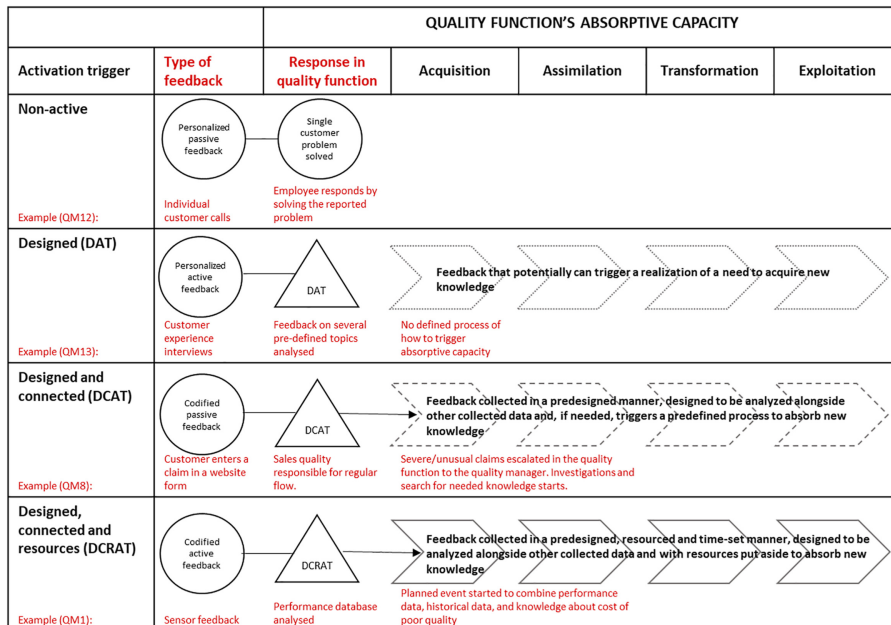 QUALITY FUNCTION'S ABSORPTIVE CAPACITY
Activation trigger
Type of
feedback
Response in
quality function
Acquisition
Assimilation
Transformation
Exploitation
Non-active
Personalized
passive
feedback
Single
customer
problem
solved
Example (QM12):
Individual
customer calls
Employee responds by
solving the reported
problem
Designed (DAT)
Personalized
active
feedback
DAT
Feedback that potentially can trigger a realization of a need to acquire new
knowledge
Example (QM13):
Customer
experience
interviews
Feedback on several
pre-defined topics
analysed
No defined process of
how to trigger
absorptive capacity
Designed and
connected (DCAT)
Codified
passive
feedback
DCAT
Feedback collected in a predesigned manner, designed to be analyzed alongside
other collected data and, if needed, triggers a predefined process to absorb new
knowledge
Example (QM8):
Customer enters a
claim in a website
form
Sales quality
responsible for regular
flow.
Severe/unusual claims escalated in the quality
function to the quality manager. Investigations and
search for needed knowledge starts.
Designed,
connected and
resources (DCRAT)
Codified
active
feedback
DCRAT
Feedback collected in a predesigned, resourced and time-set manner, designed to be
analyzed alongside other collected data and with resources put aside to absorb new
knowledge
Example (QM1):
Sensor feedback
Performance database
analysed
Planned event started to combine performance
data, historical data, and knowledge about cost of
poor quality